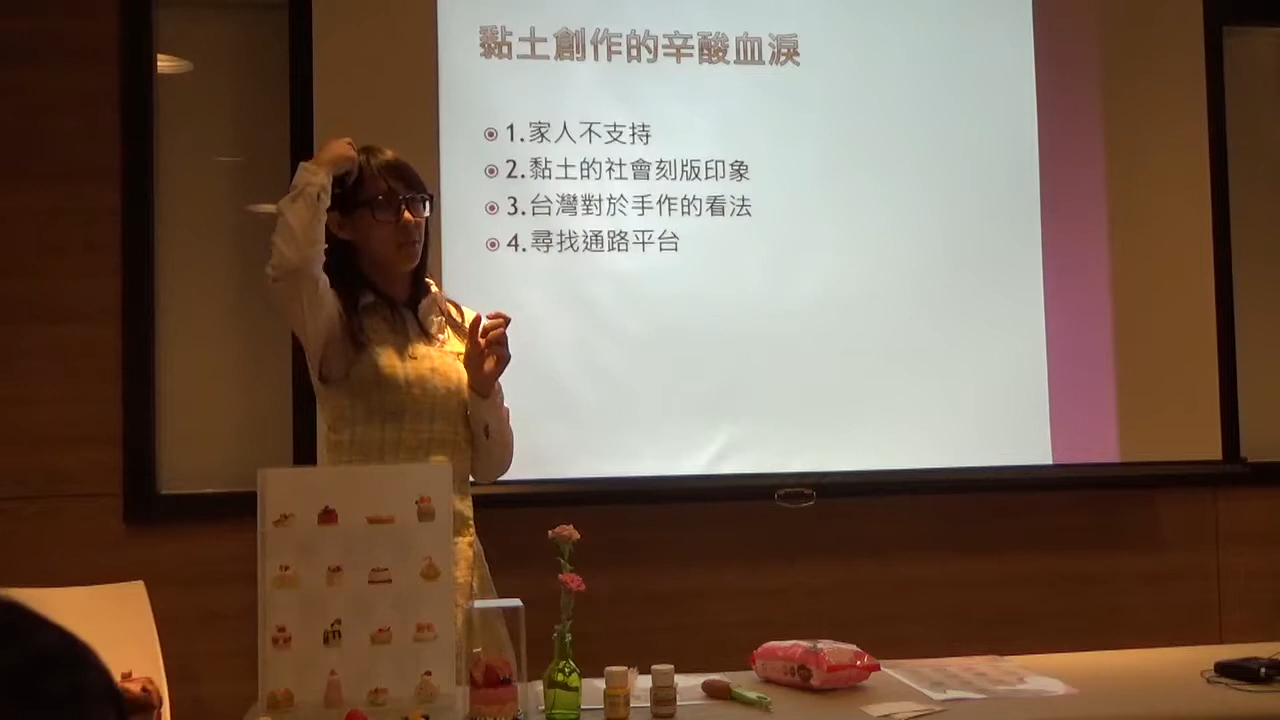 黏土創作的辛酸血淚
1.家人不支持
2.黏土的社會刻版印象
3.台灣對於手作的看法
4.尋找通路平台